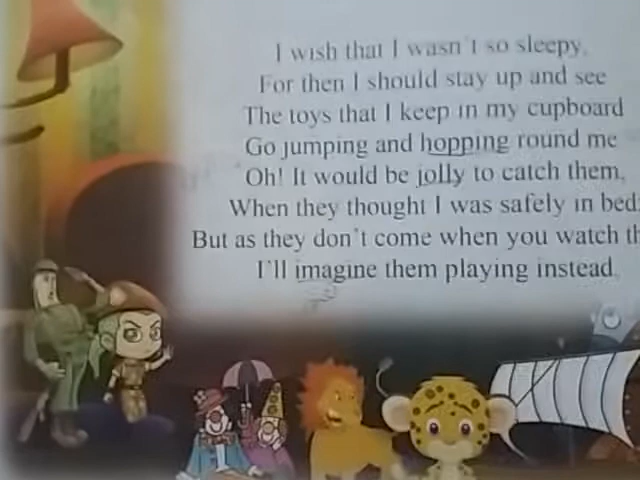 I wish that I wasn't so sleepy,
For then I should stay up and see
The toys that I keep in my cupboard
Go jumping and hopping round me
Oh! It would be jolly to catch them,
When they thought I was safely in bed;
But as they don't come when you watch
I'll imagine them playing instead.